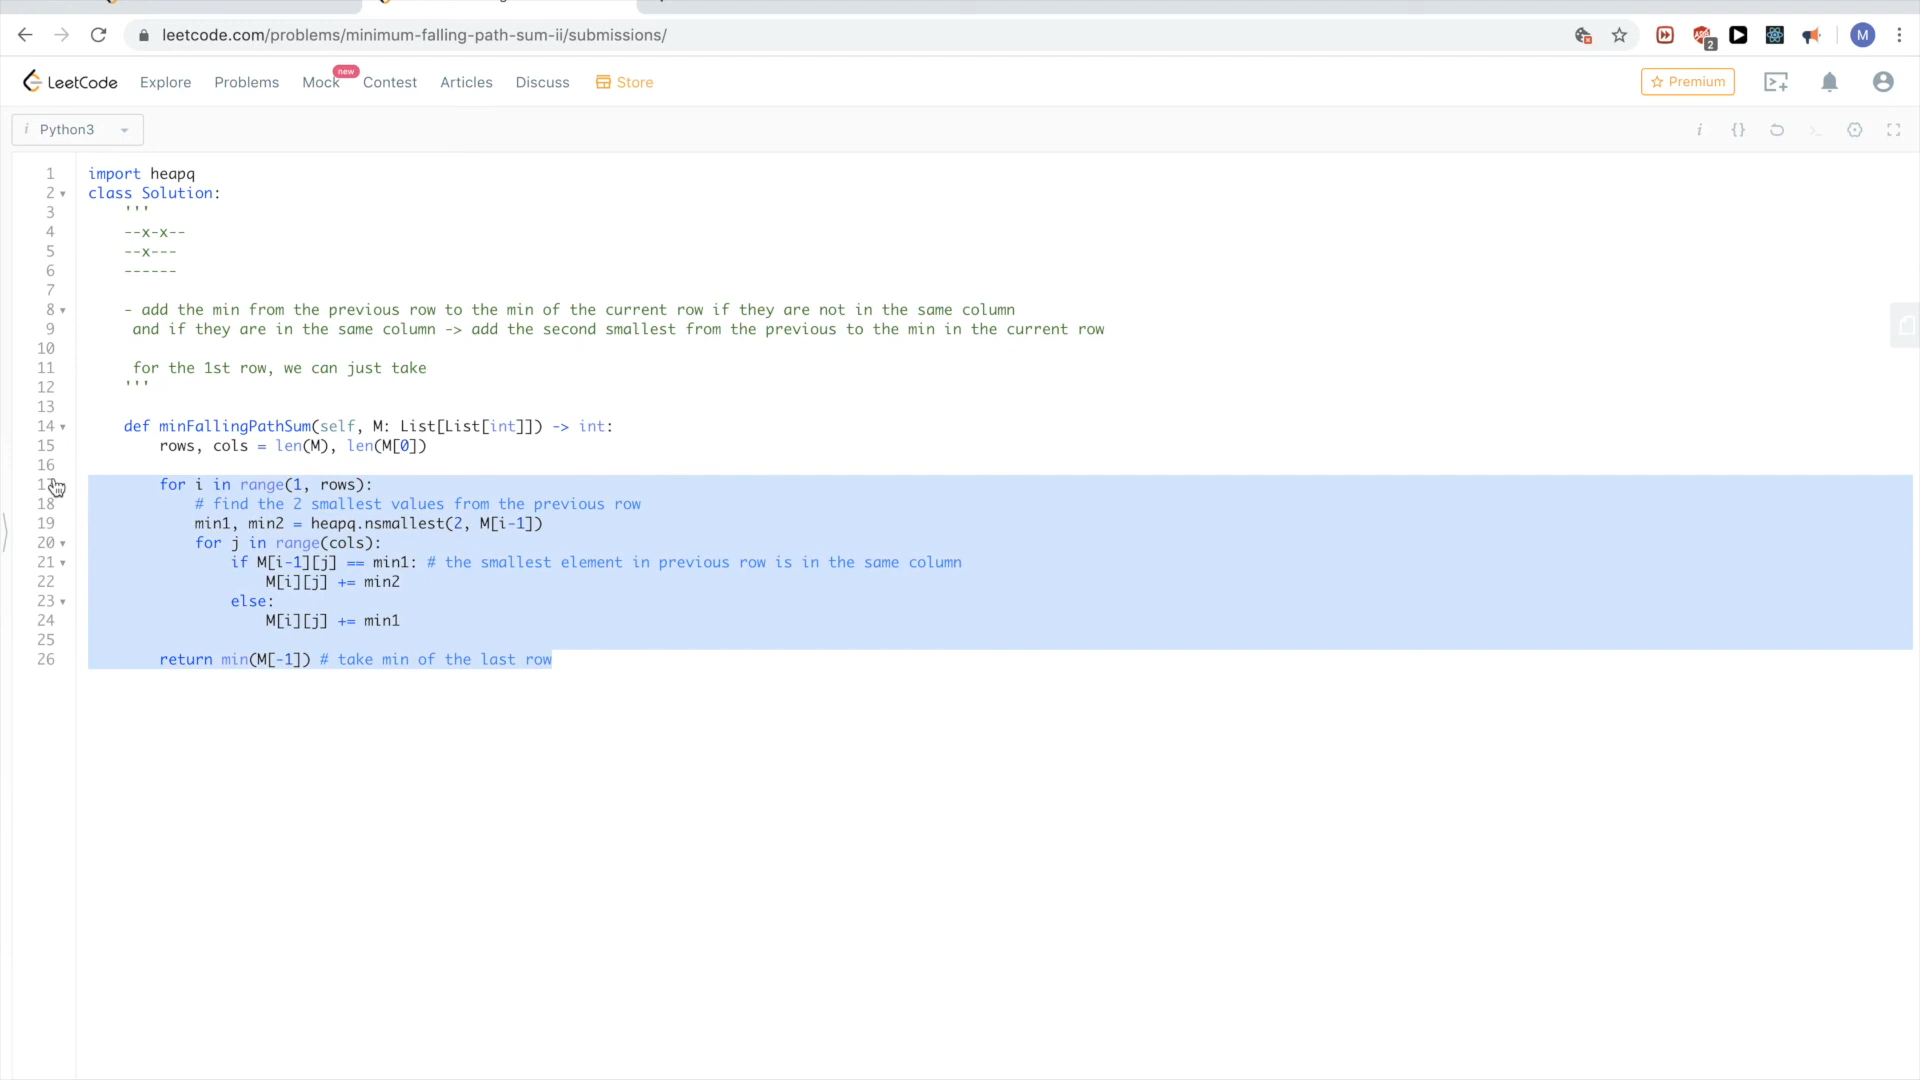 leetcode.com/problems/minimum-falling-path-sum-ii/submissions/
2
M
LeetCode Explore Problems Mock new Contest Articles Discuss Store Premium
i Python3
i {} >_
1 import heapq
2 class Solution:
3 '''
4 --x-x--
5 --x---
6 ------
7
8 - add the min from the previous row to the min of the current row if they are not in the same column
9 and if they are in the same column -> add the second smallest from the previous to the min in the current row
10
11 for the 1st row, we can just take
12 '''
13
14 def minFallingPathSum(self, M: List[List[int]]) -> int:
15 rows, cols = len(M), len(M[0])
16
17 for i in range(1, rows):
18 # find the 2 smallest values from the previous row
19 min1, min2 = heapq.nsmallest(2, M[i-1])
20 for j in range(cols):
21 if M[i-1][j] == min1: # the smallest element in previous row is in the same column
22 M[i][j] += min2
23 else:
24 M[i][j] += min1
25
26 return min(M[-1]) # take min of the last row